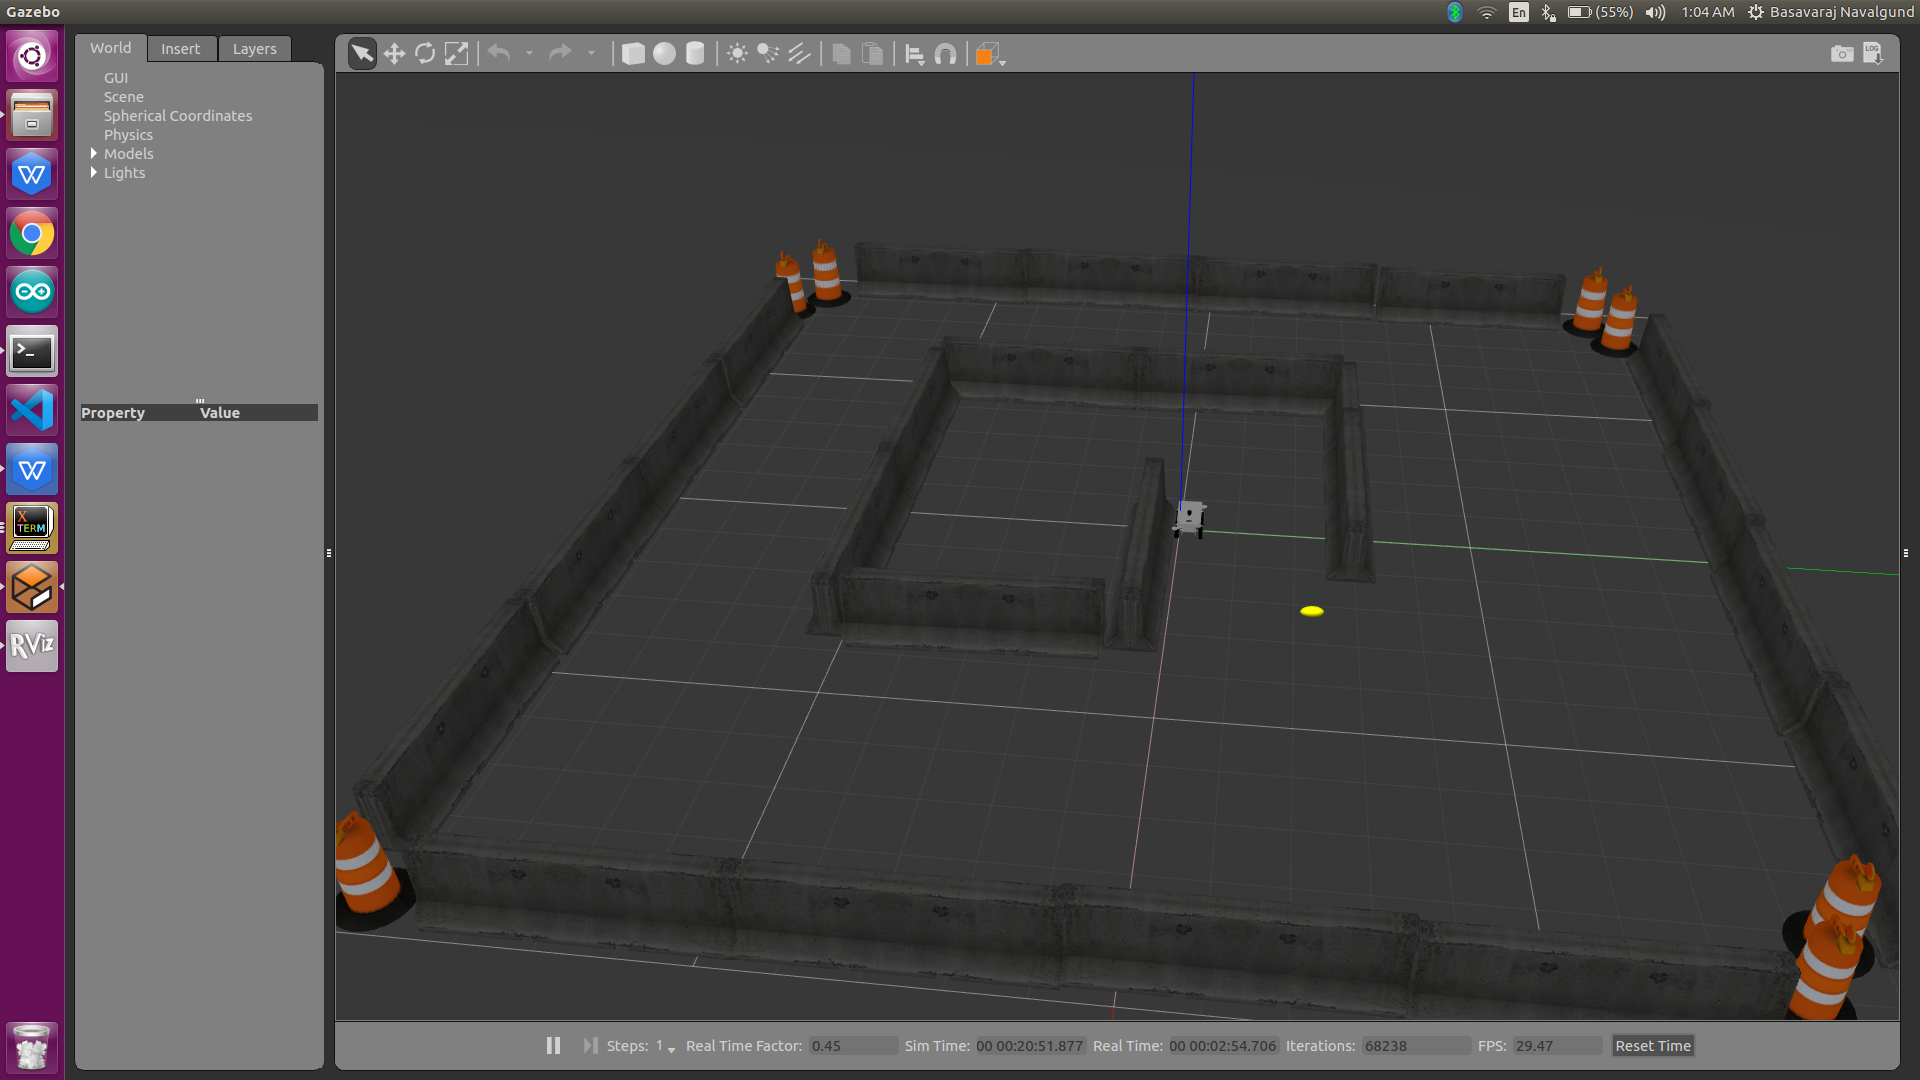 Gazebo
En
(55%)
1:04 AM
Basavaraj Navalgund
World
Insert
Layers
LOG
GUI
Scene
Spherical Coordinates
Physics
Models
Lights
Property
Value
X
TERM
RViz
Steps: 1
Real Time Factor: 0.45
Sim Time: 00 00:20:51.877
Real Time: 00 00:02:54.706
Iterations: 68238
FPS: 29.47
Reset Time